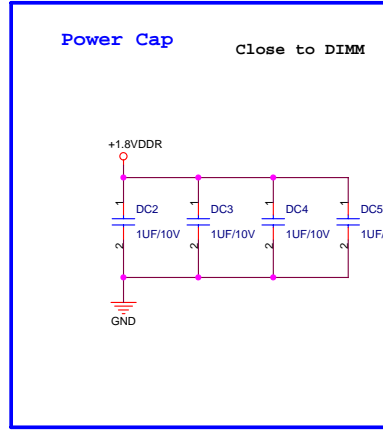 Power Cap
Close to DIMM
+1.8VDDR
1 1 1 1
DC2 DC3 DC4 DC5
1UF/10V 1UF/10V 1UF/10V 1UF/
2 2 2 2
GND